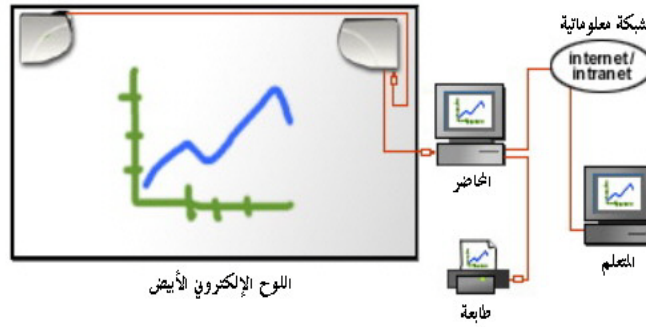 شبكة معلوماتية
internet/
intranet
المحاضر
المتعلم
اللوح الإلكتروني الأبيض
طابعة